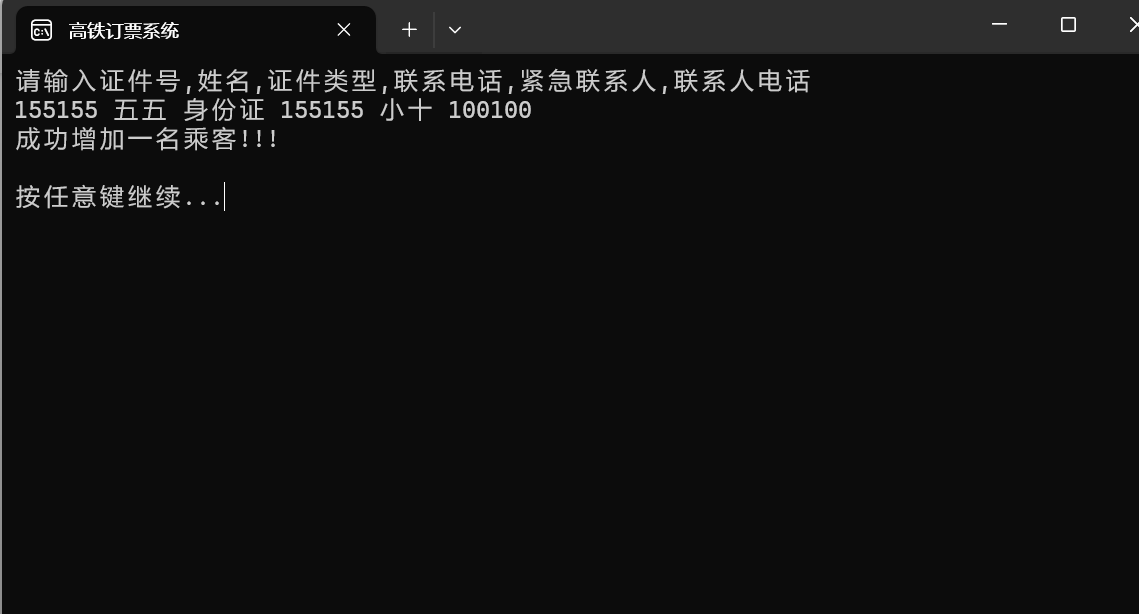 高铁订票系统
请输入证件号,姓名,证件类型,联系电话,紧急联系人,联系人电话
155155 五五 身份证 155155 小十 100100
成功增加一名乘客!!!
按任意键继续...